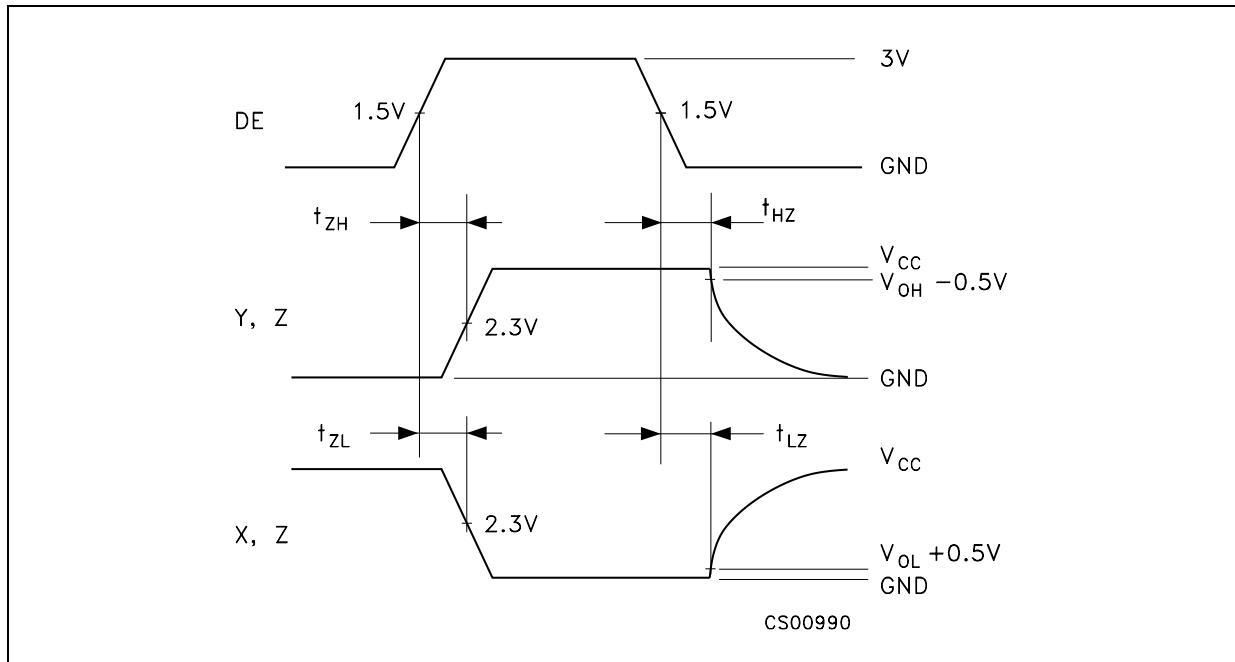 3V
1.5V
1.5V
DE
GND
tZH
tHZ
VCC
VOH -0.5V
Y, Z
2.3V
GND
tZL
tLZ
VCC
2.3V
X, Z
VOL +0.5V
GND
CS00990